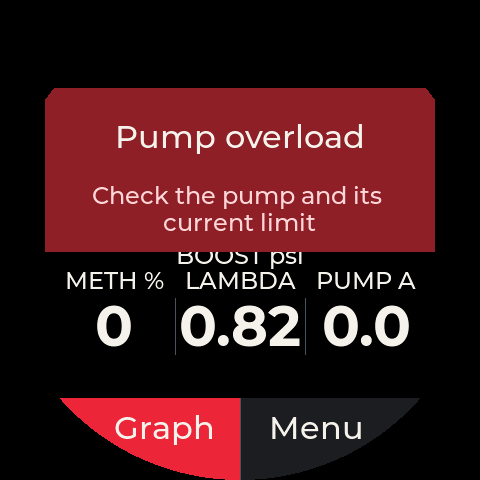 Pump overload
Check the pump and its
current limit
BOOST psi
METH % LAMBDA PUMP A
0 0.82 0.0
Graph Menu